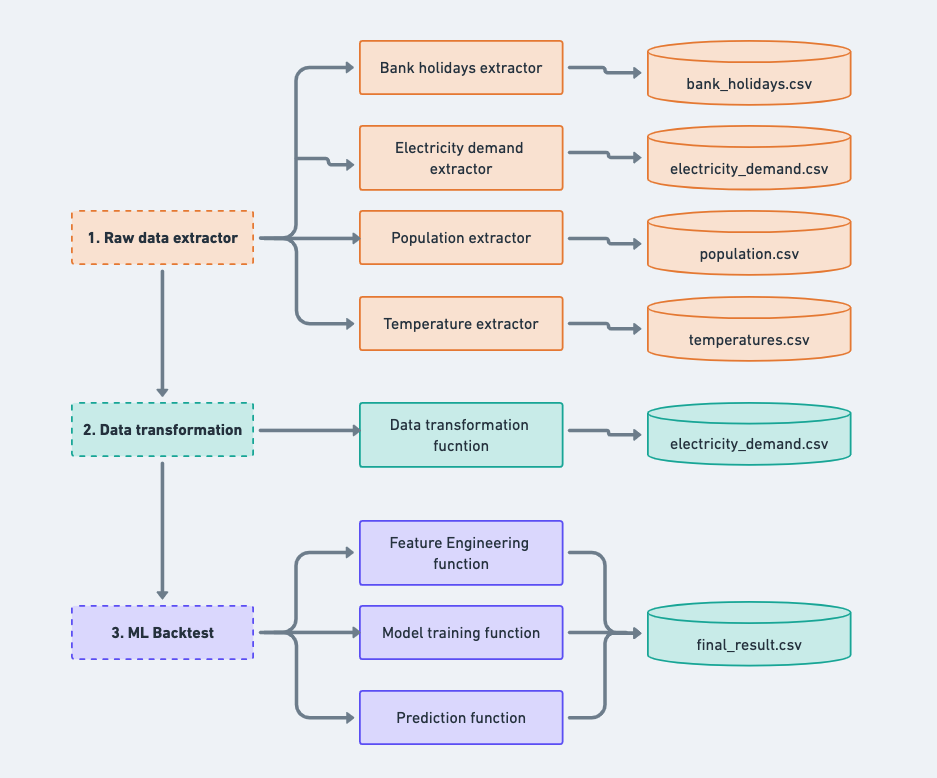 Bank holidays extractor
bank_holidays.csv
Electricity demand
extractor
electricity_demand.csv
1. Raw data extractor
Population extractor
population.csv
Temperature extractor
temperatures.csv
2. Data transformation
Data transformation
fucntion
electricity_demand.csv
Feature Engineering
function
3. ML Backtest
Model training function
final_result.csv
Prediction function